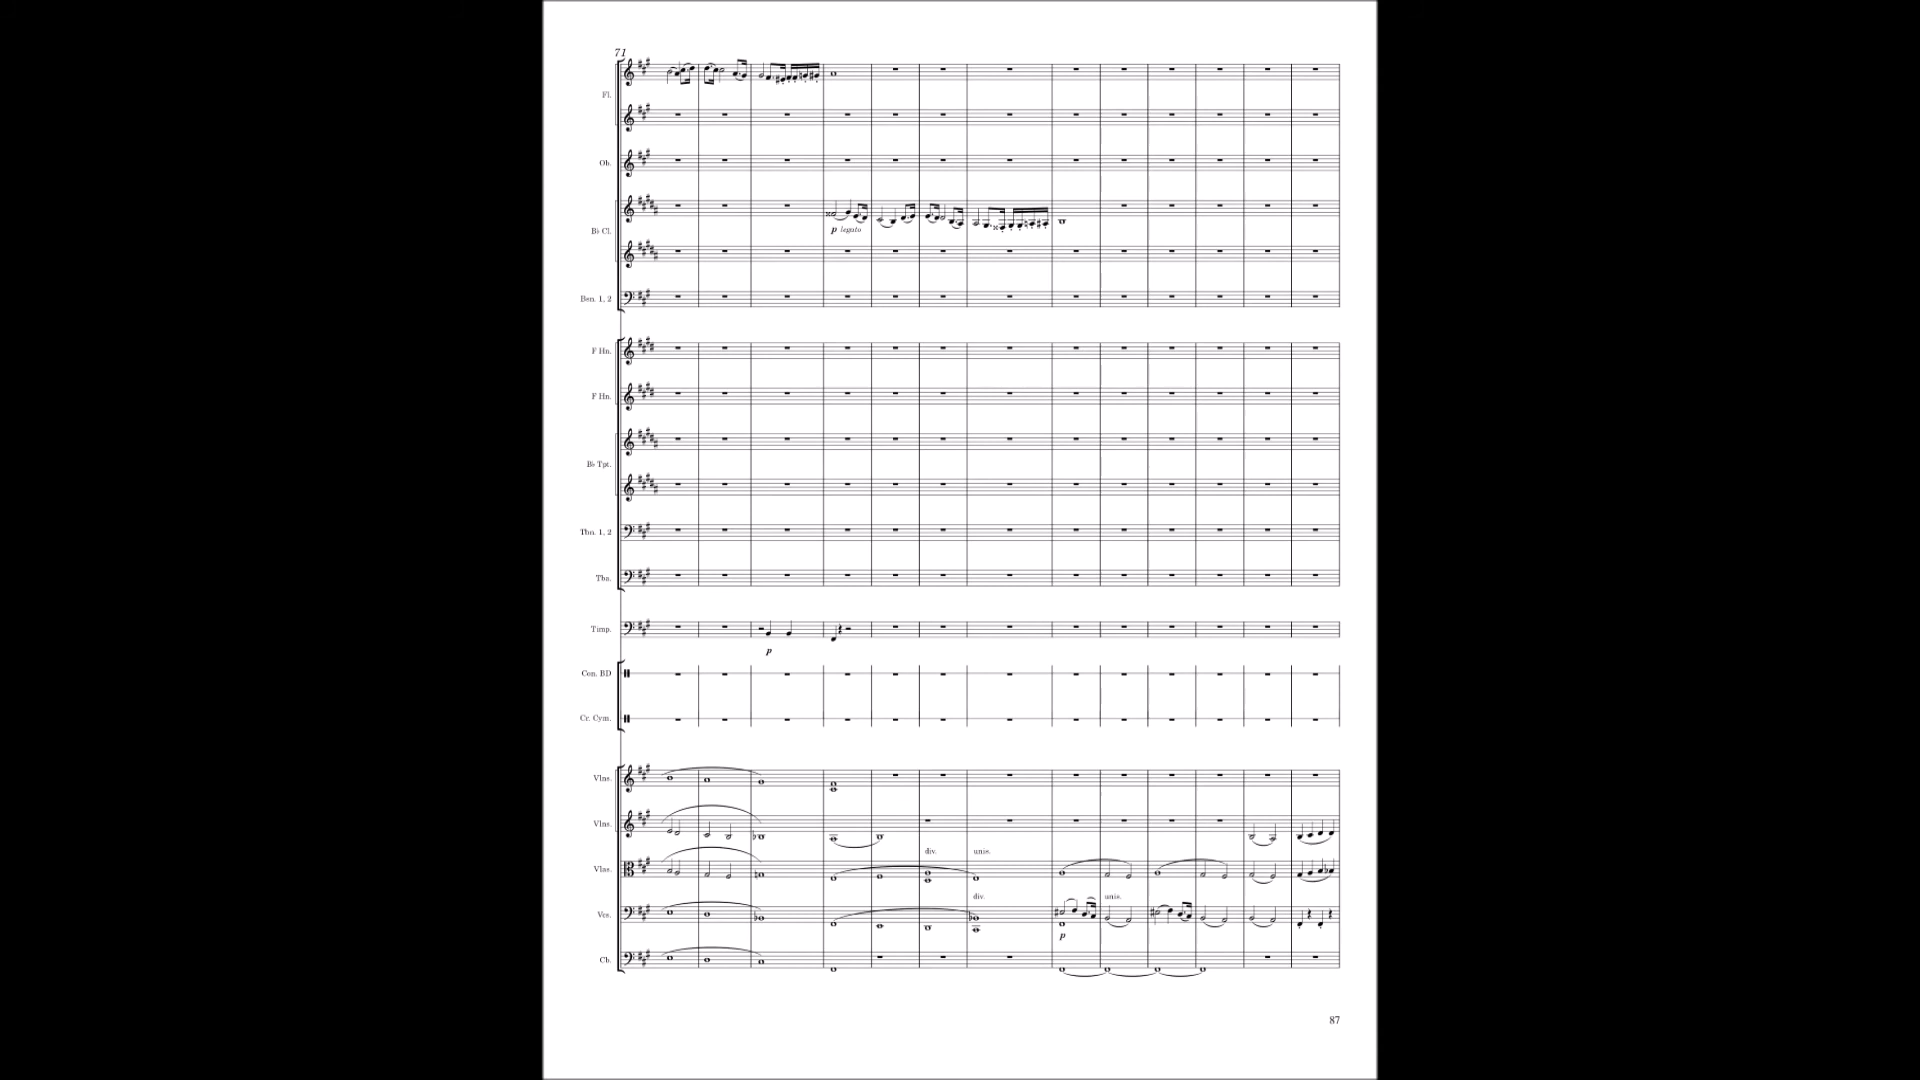 71
Fl.
Ob.
p legato
B♭ Cl.
Bsn. 1, 2
F Hn.
F Hn.
B♭ Tpt.
Tbn. 1, 2
Tba.
Timp.
p
Con. BD
Cr. Cym.
Vlns.
Vlns.
div. unis.
Vlas.
div. unis.
Vcs.
p
Cb.
87